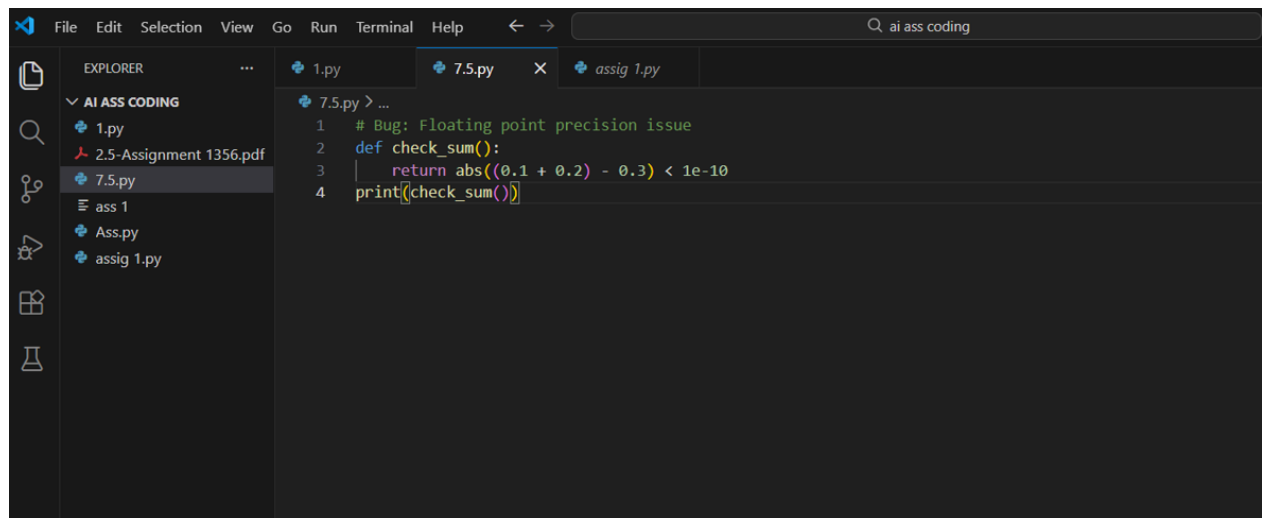 File Edit Selection View Go Run Terminal Help ← → ai ass coding
EXPLORER ...
1.py 7.5.py × assig 1.py
AI ASS CODING
1.py
2.5-Assignment 1356.pdf
7.5.py
ass 1
Ass.py
assig 1.py
7.5.py > ...
1 # Bug: Floating point precision issue
2 def check_sum():
3 return abs((0.1 + 0.2) - 0.3) < 1e-10
4 print(check_sum())